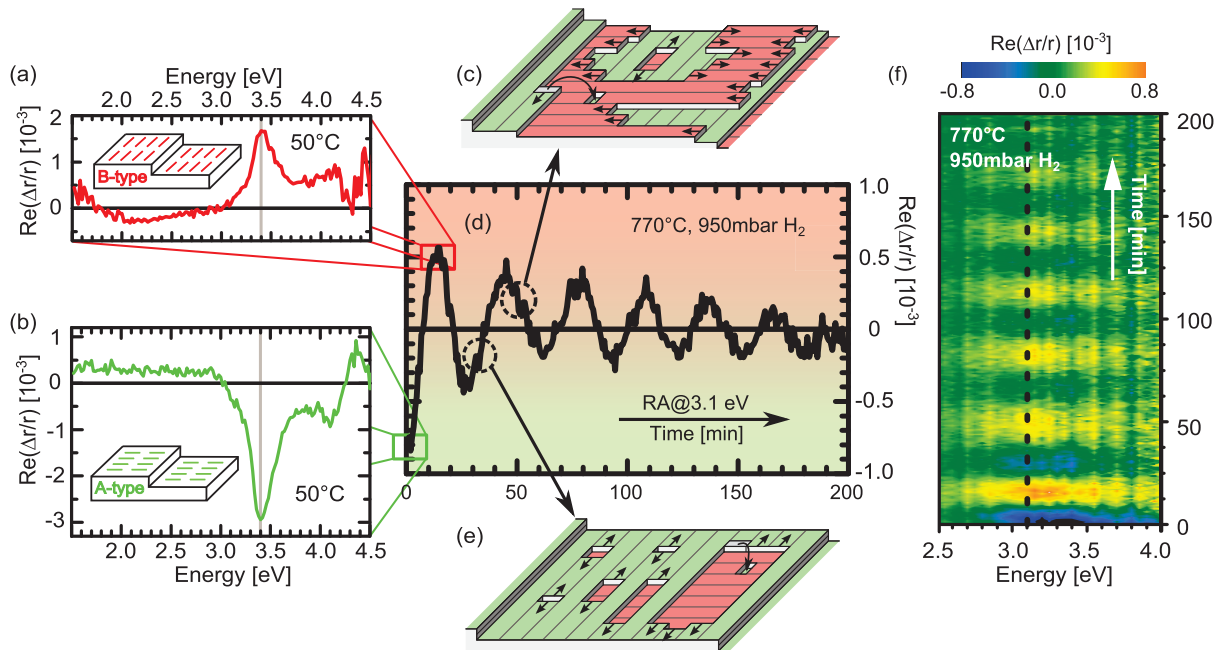 (a)
Energy [eV]
2.0 2.5 3.0 3.5 4.0 4.5
Re(Δr/r) [10⁻³]
2
1
0
50°C
B-type
(b)
Re(Δr/r) [10⁻³]
1
0
-1
-2
-3
50°C
A-type
2.0 2.5 3.0 3.5 4.0 4.5
Energy [eV]
(c)
(d)
770°C, 950mbar H₂
1.0
0.5
0
-0.5
-1.0
Re(Δr/r) [10⁻³]
RA@3.1 eV
Time [min]
0 50 100 150 200
(e)
(f)
Re(Δr/r) [10⁻³]
-0.8 0.0 0.8
770°C
950mbar H₂
Time [min]
200
150
100
50
0
2.5 3.0 3.5 4.0
Energy [eV]